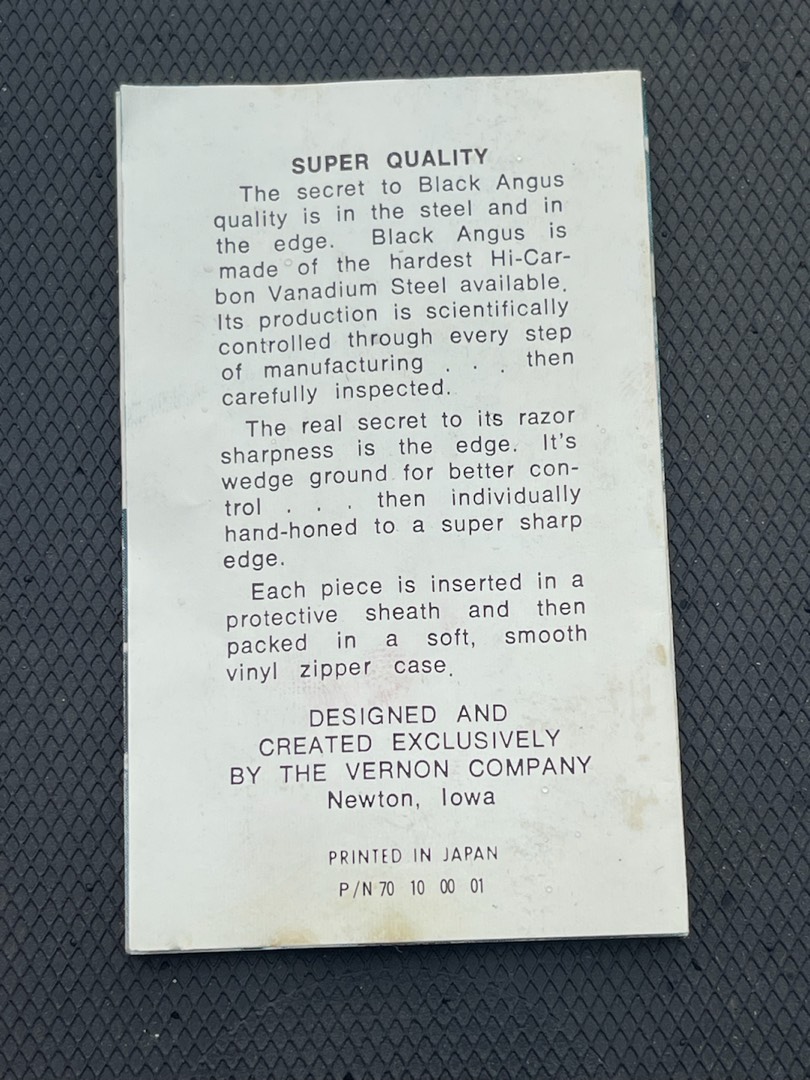 SUPER QUALITY
The secret to Black Angus
quality is in the steel and in
the edge. Black Angus is
made of the hardest Hi-Car-
bon Vanadium Steel available.
Its production is scientifically
controlled through every step
of manufacturing . . . then
carefully inspected.
The real secret to its razor
sharpness is the edge. It's
wedge ground for better con-
trol . . . then individually
hand-honed to a super sharp
edge.
Each piece is inserted in a
protective sheath and then
packed in a soft, smooth
vinyl zipper case.
DESIGNED AND
CREATED EXCLUSIVELY
BY THE VERNON COMPANY
Newton, Iowa
PRINTED IN JAPAN
P/N 70 10 00 01